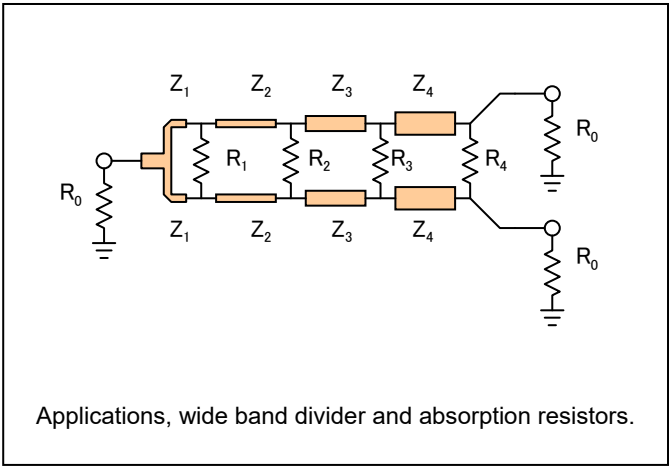 Z₁ Z₂ Z₃ Z₄
R₀
R₁ R₂ R₃ R₄
R₀
Z₁ Z₂ Z₃ Z₄
R₀
Applications, wide band divider and absorption resistors.